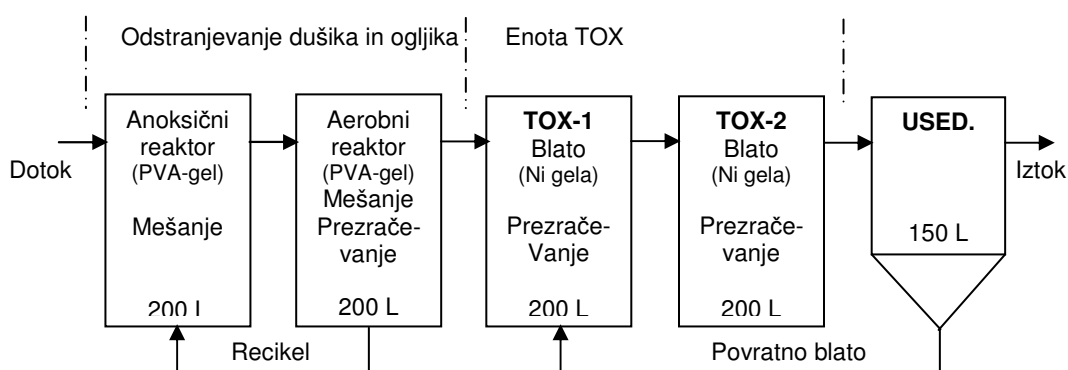 Odstranjevanje dušika in ogljika
Enota TOX
Dotok
Anoksični
reaktor
(PVA-gel)
Mešanje
200 L
Aerobni
reaktor
(PVA-gel)
Mešanje
Prezrače-
vanje
200 L
TOX-1
Blato
(Ni gela)
Prezrače-
Vanje
200 L
TOX-2
Blato
(Ni gela)
Prezrače-
vanje
200 L
USED.
150 L
Iztok
Recikel
Povratno blato